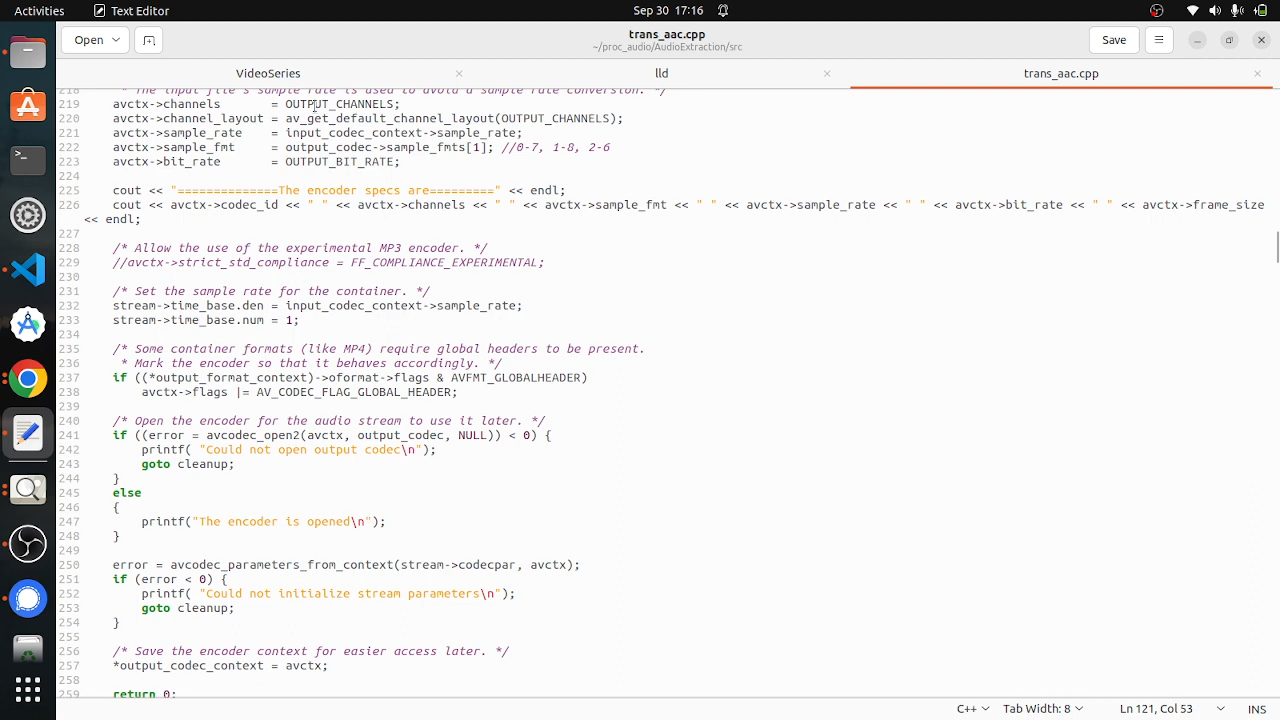 Activities
Text Editor
Sep 30 17:16
Open
trans_aac.cpp
~/proc_audio/AudioExtraction/src
Save
VideoSeries
lld
trans_aac.cpp
218 * The input file's sample rate is used to avoid a sample rate conversion. */
219 avctx->channels       = OUTPUT_CHANNELS;
220 avctx->channel_layout = av_get_default_channel_layout(OUTPUT_CHANNELS);
221 avctx->sample_rate    = input_codec_context->sample_rate;
222 avctx->sample_fmt     = output_codec->sample_fmts[1]; //0-7, 1-8, 2-6
223 avctx->bit_rate       = OUTPUT_BIT_RATE;
224
225 cout << "==============The encoder specs are=========" << endl;
226 cout << avctx->codec_id << " " << avctx->channels << " " << avctx->sample_fmt << " " << avctx->sample_rate << " " << avctx->bit_rate << " " << avctx->frame_size
<< endl;
227
228 /* Allow the use of the experimental MP3 encoder. */
229 //avctx->strict_std_compliance = FF_COMPLIANCE_EXPERIMENTAL;
230
231 /* Set the sample rate for the container. */
232 stream->time_base.den = input_codec_context->sample_rate;
233 stream->time_base.num = 1;
234
235 /* Some container formats (like MP4) require global headers to be present.
236 * Mark the encoder so that it behaves accordingly. */
237 if ((*output_format_context)->oformat->flags & AVFMT_GLOBALHEADER)
238 avctx->flags |= AV_CODEC_FLAG_GLOBAL_HEADER;
239
240 /* Open the encoder for the audio stream to use it later. */
241 if ((error = avcodec_open2(avctx, output_codec, NULL)) < 0) {
242 printf( "Could not open output codec\n");
243 goto cleanup;
244 }
245 else
246 {
247 printf("The encoder is opened\n");
248 }
249
250 error = avcodec_parameters_from_context(stream->codecpar, avctx);
251 if (error < 0) {
252 printf( "Could not initialize stream parameters\n");
253 goto cleanup;
254 }
255
256 /* Save the encoder context for easier access later. */
257 *output_codec_context = avctx;
258
259 return 0;
C++
Tab Width: 8
Ln 121, Col 53
INS